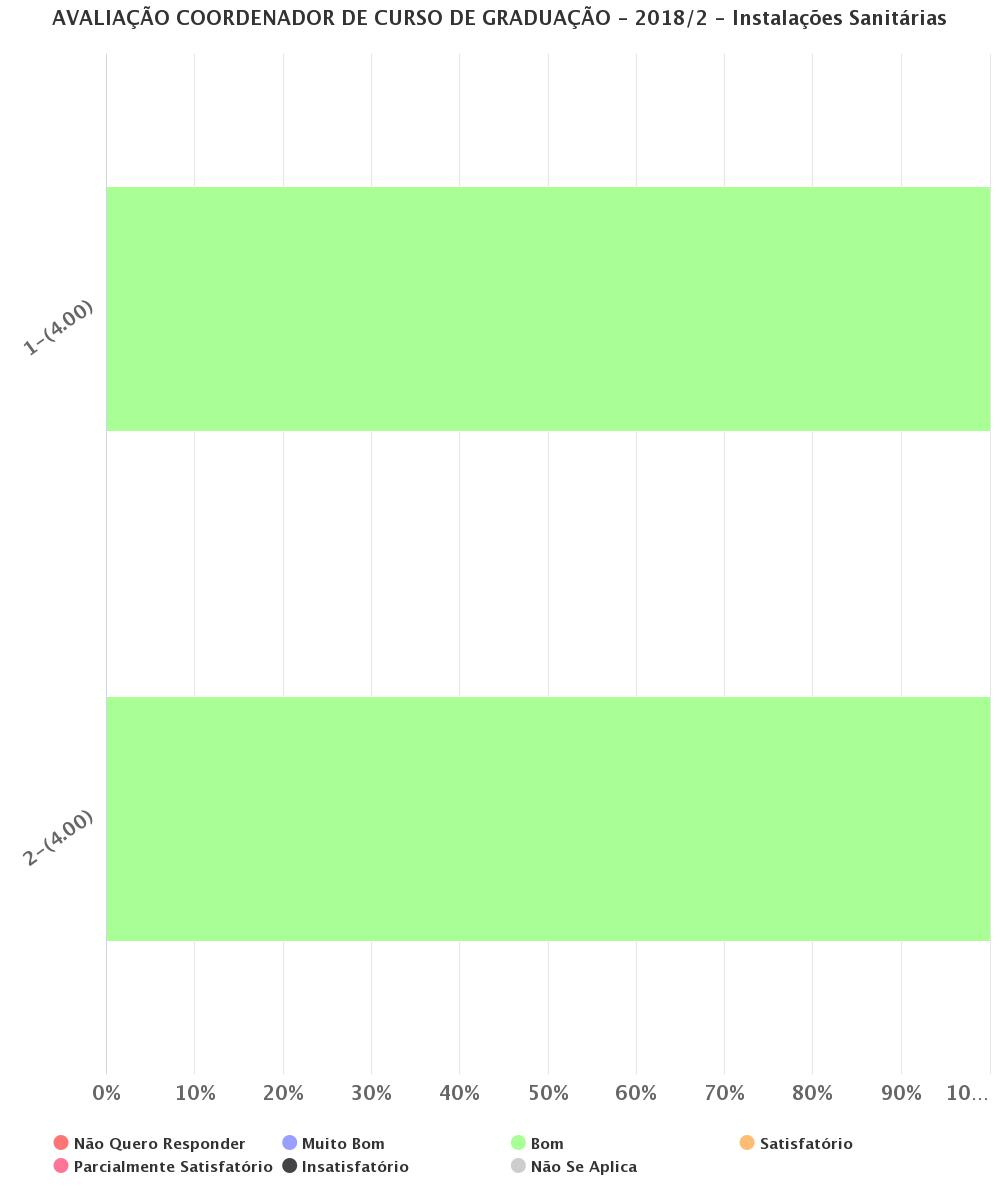 AVALIAÇÃO COORDENADOR DE CURSO DE GRADUAÇÃO - 2018/2 - Instalações Sanitárias
1-(4.00)
2-(4.00)
0% 10% 20% 30% 40% 50% 60% 70% 80% 90% 10...
Não Quero Responder Muito Bom Bom Satisfatório
Parcialmente Satisfatório Insatisfatório Não Se Aplica